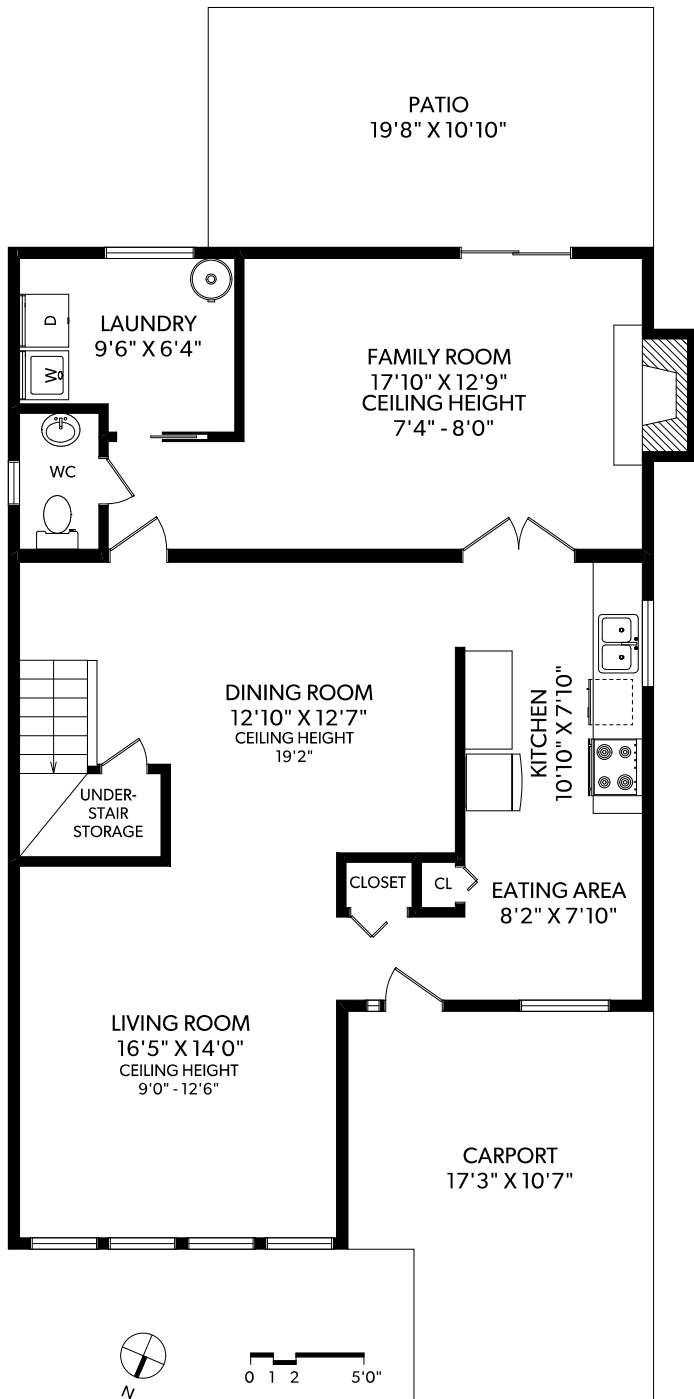 PATIO
19'8" X 10'10"
LAUNDRY
9'6" X 6'4"
D
W
FAMILY ROOM
17'10" X 12'9"
CEILING HEIGHT
7'4" - 8'0"
WC
DINING ROOM
12'10" X 12'7"
CEILING HEIGHT
19'2"
KITCHEN
10'10" X 7'10"
UNDER-
STAIR
STORAGE
CLOSET
CL
EATING AREA
8'2" X 7'10"
LIVING ROOM
16'5" X 14'0"
CEILING HEIGHT
9'0" - 12'6"
CARPORT
17'3" X 10'7"
N
0 1 2 5'0"